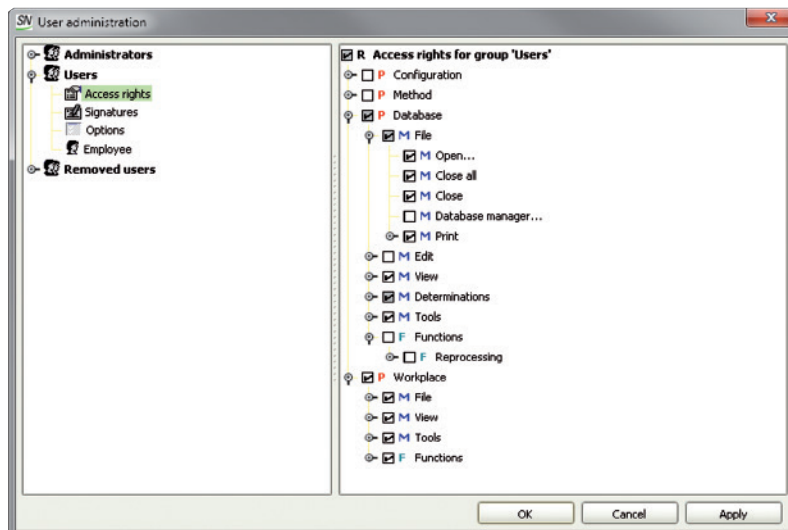 SN User administration
x
Administrators
Users
Access rights
Signatures
Options
Employee
Removed users
R Access rights for group 'Users'
P Configuration
P Method
P Database
M File
M Open...
M Close all
M Close
M Database manager...
M Print
M Edit
M View
M Determinations
M Tools
F Functions
F Reprocessing
P Workplace
M File
M View
M Tools
F Functions
OK Cancel Apply